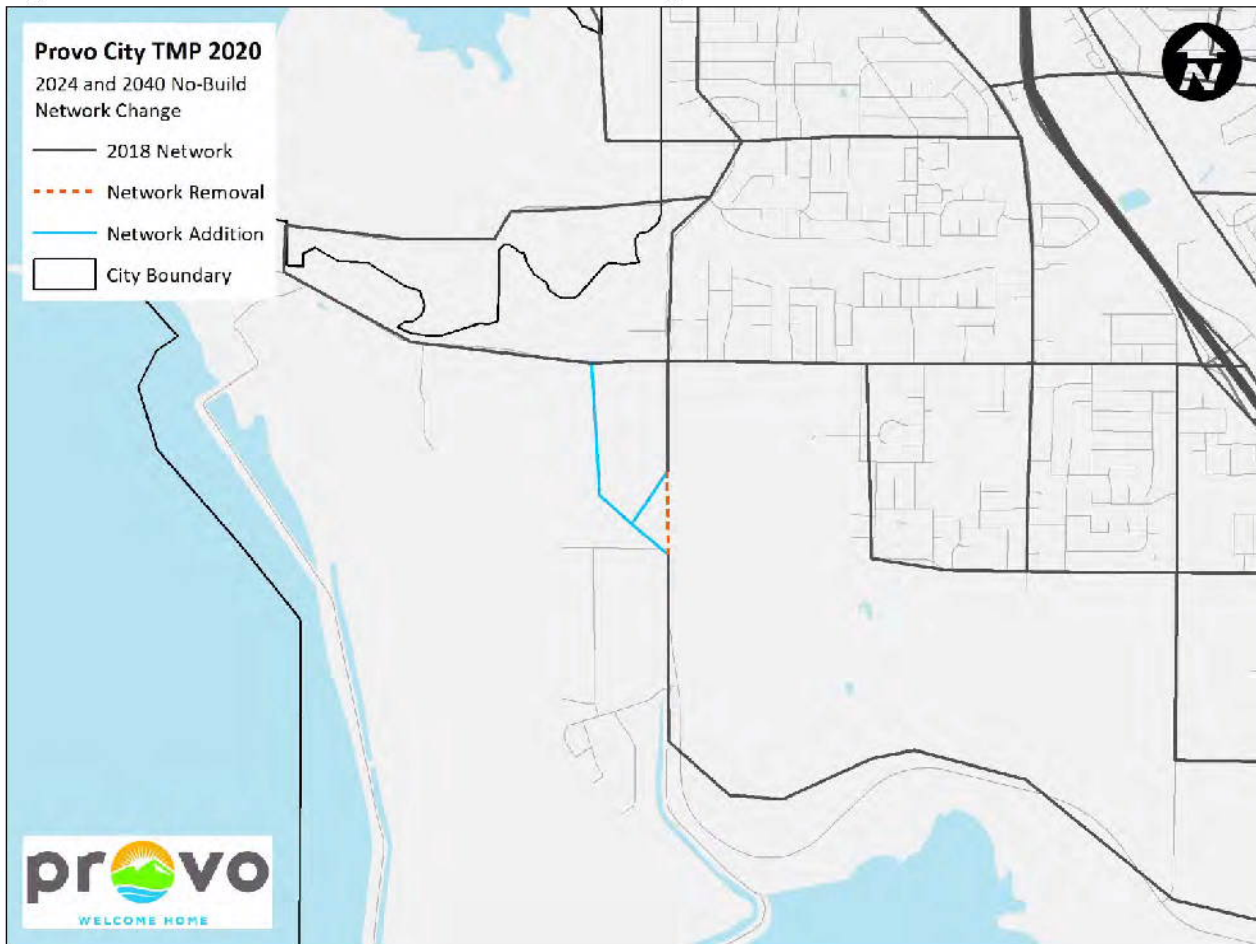 Provo City TMP 2020
2024 and 2040 No-Build
Network Change
2018 Network
Network Removal
Network Addition
City Boundary
N
provo
WELCOME HOME